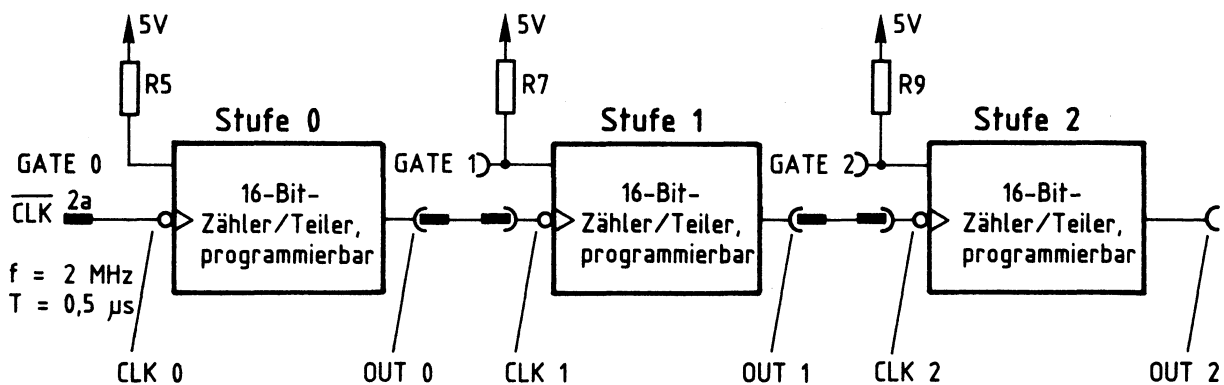 5V
5V
5V
R5
R7
R9
Stufe 0
Stufe 1
Stufe 2
GATE 0
GATE 1
GATE 2
CLK 2a
16-Bit-
Zähler/Teiler,
programmierbar
16-Bit-
Zähler/Teiler,
programmierbar
16-Bit-
Zähler/Teiler,
programmierbar
f = 2 MHz
T = 0,5 µs
CLK 0
OUT 0
CLK 1
OUT 1
CLK 2
OUT 2